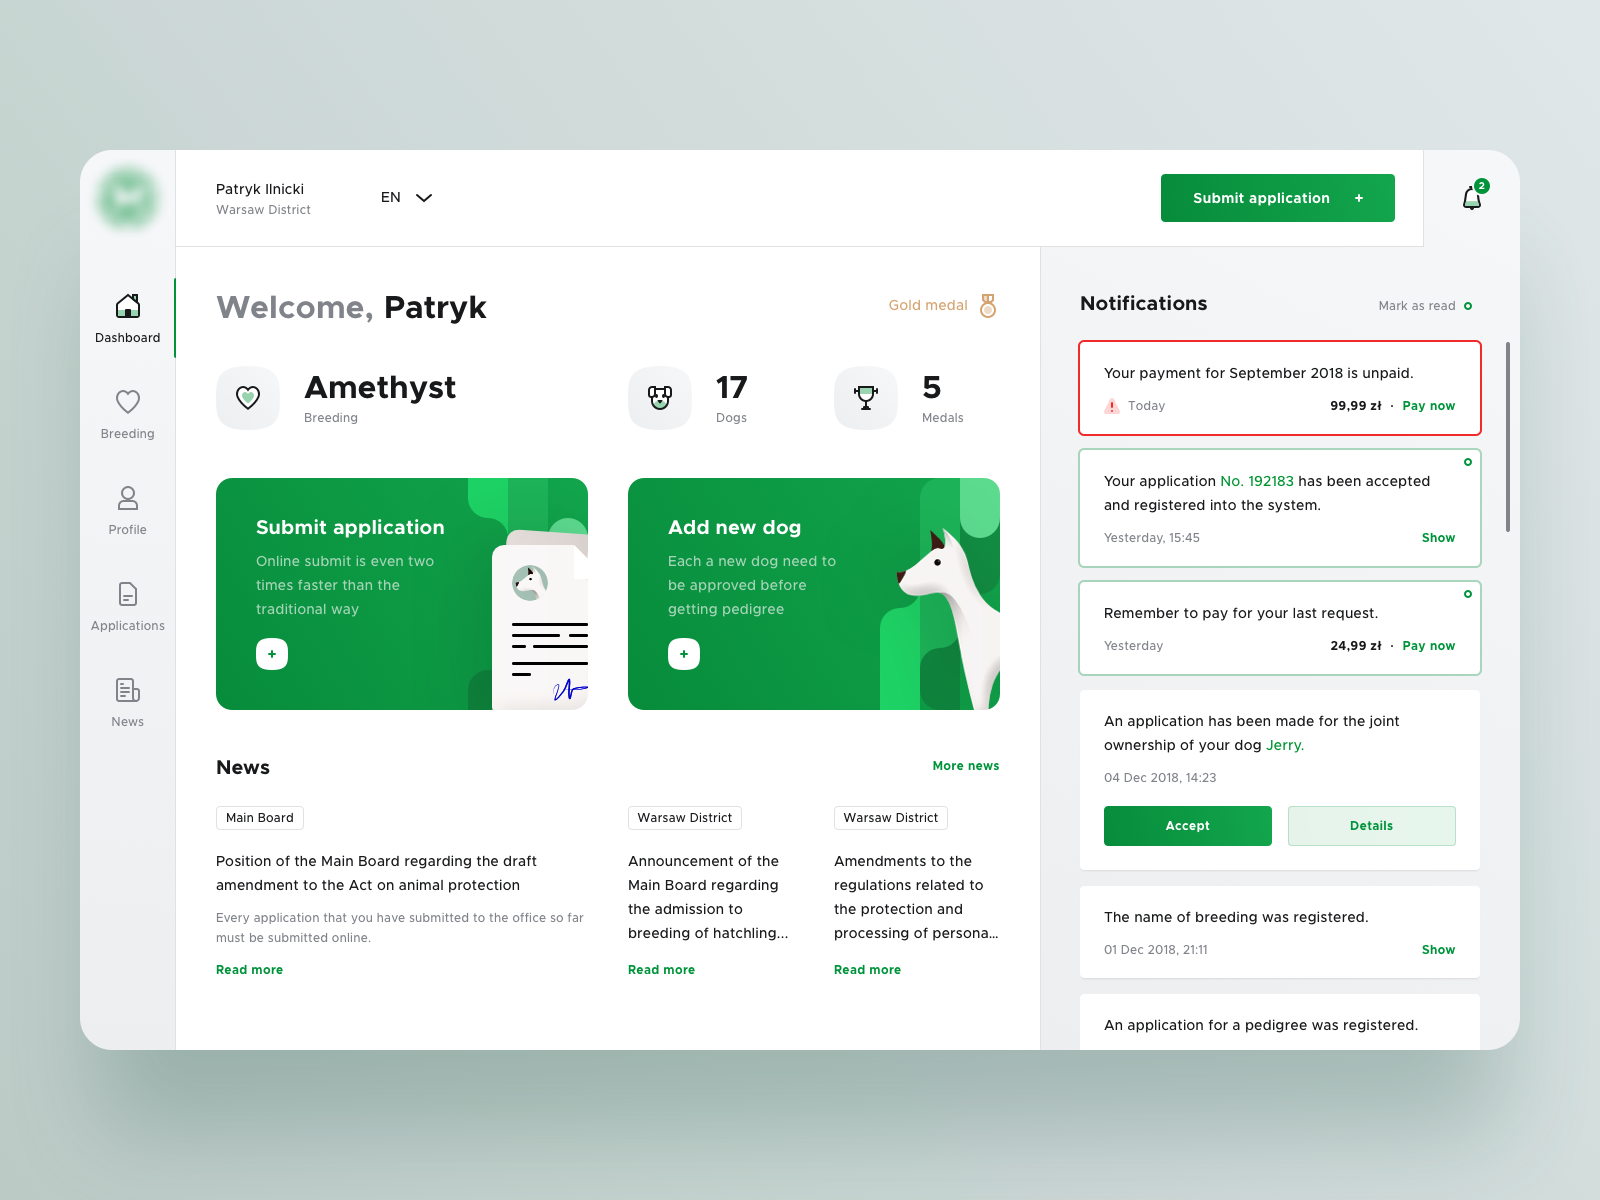 Patryk Ilnicki
Warsaw District
EN
Submit application +
2
Dashboard
Breeding
Profile
Applications
News
Welcome, Patryk
Gold medal
Amethyst
Breeding
17
Dogs
5
Medals
Submit application
Online submit is even two
times faster than the
traditional way
+
Add new dog
Each a new dog need to
be approved before
getting pedigree
+
News
More news
Main Board
Position of the Main Board regarding the draft
amendment to the Act on animal protection
Every application that you have submitted to the office so far
must be submitted online.
Read more
Warsaw District
Announcement of the
Main Board regarding
the admission to
breeding of hatchling...
Read more
Warsaw District
Amendments to the
regulations related to
the protection and
processing of persona...
Read more
Notifications
Mark as read
Your payment for September 2018 is unpaid.
Today
99,99 zł · Pay now
Your application No. 192183 has been accepted
and registered into the system.
Yesterday, 15:45
Show
Remember to pay for your last request.
Yesterday
24,99 zł · Pay now
An application has been made for the joint
ownership of your dog Jerry.
04 Dec 2018, 14:23
Accept
Details
The name of breeding was registered.
01 Dec 2018, 21:11
Show
An application for a pedigree was registered.